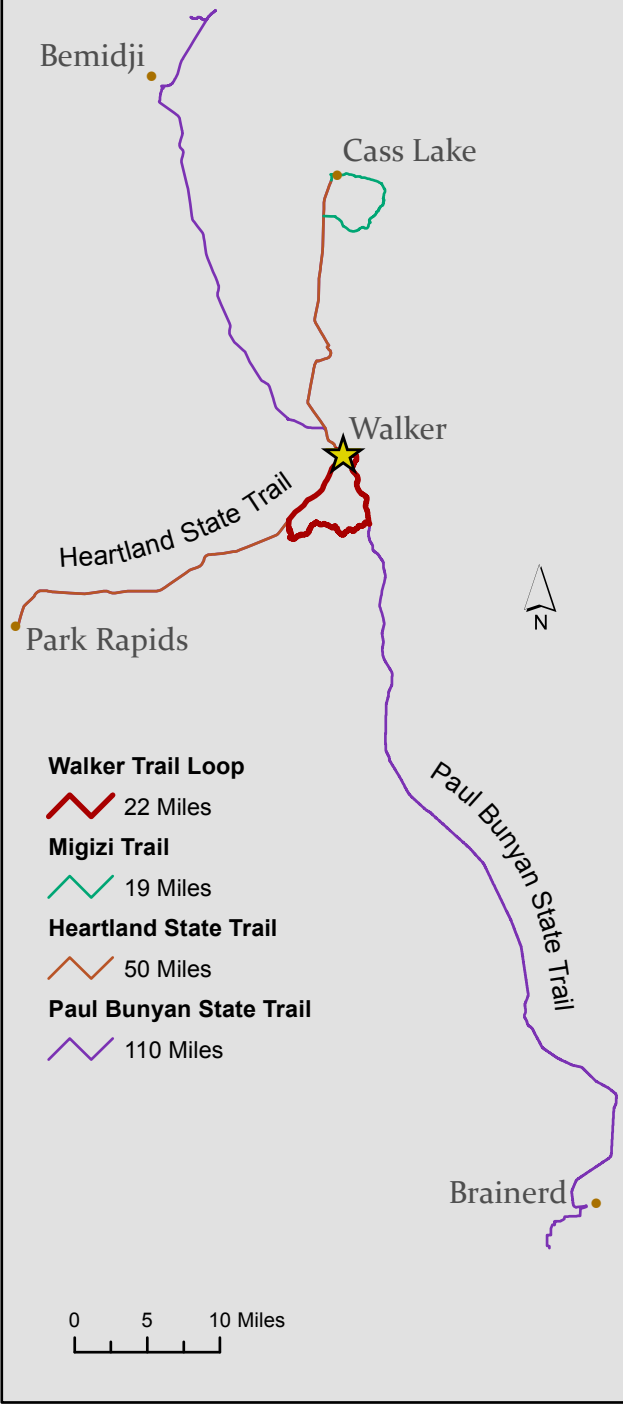 Bemidji
Cass Lake
Walker
Heartland State Trail
N
Park Rapids
Walker Trail Loop
22 Miles
Migizi Trail
19 Miles
Heartland State Trail
50 Miles
Paul Bunyan State Trail
110 Miles
Paul Bunyan State Trail
Brainerd
0 5 10 Miles